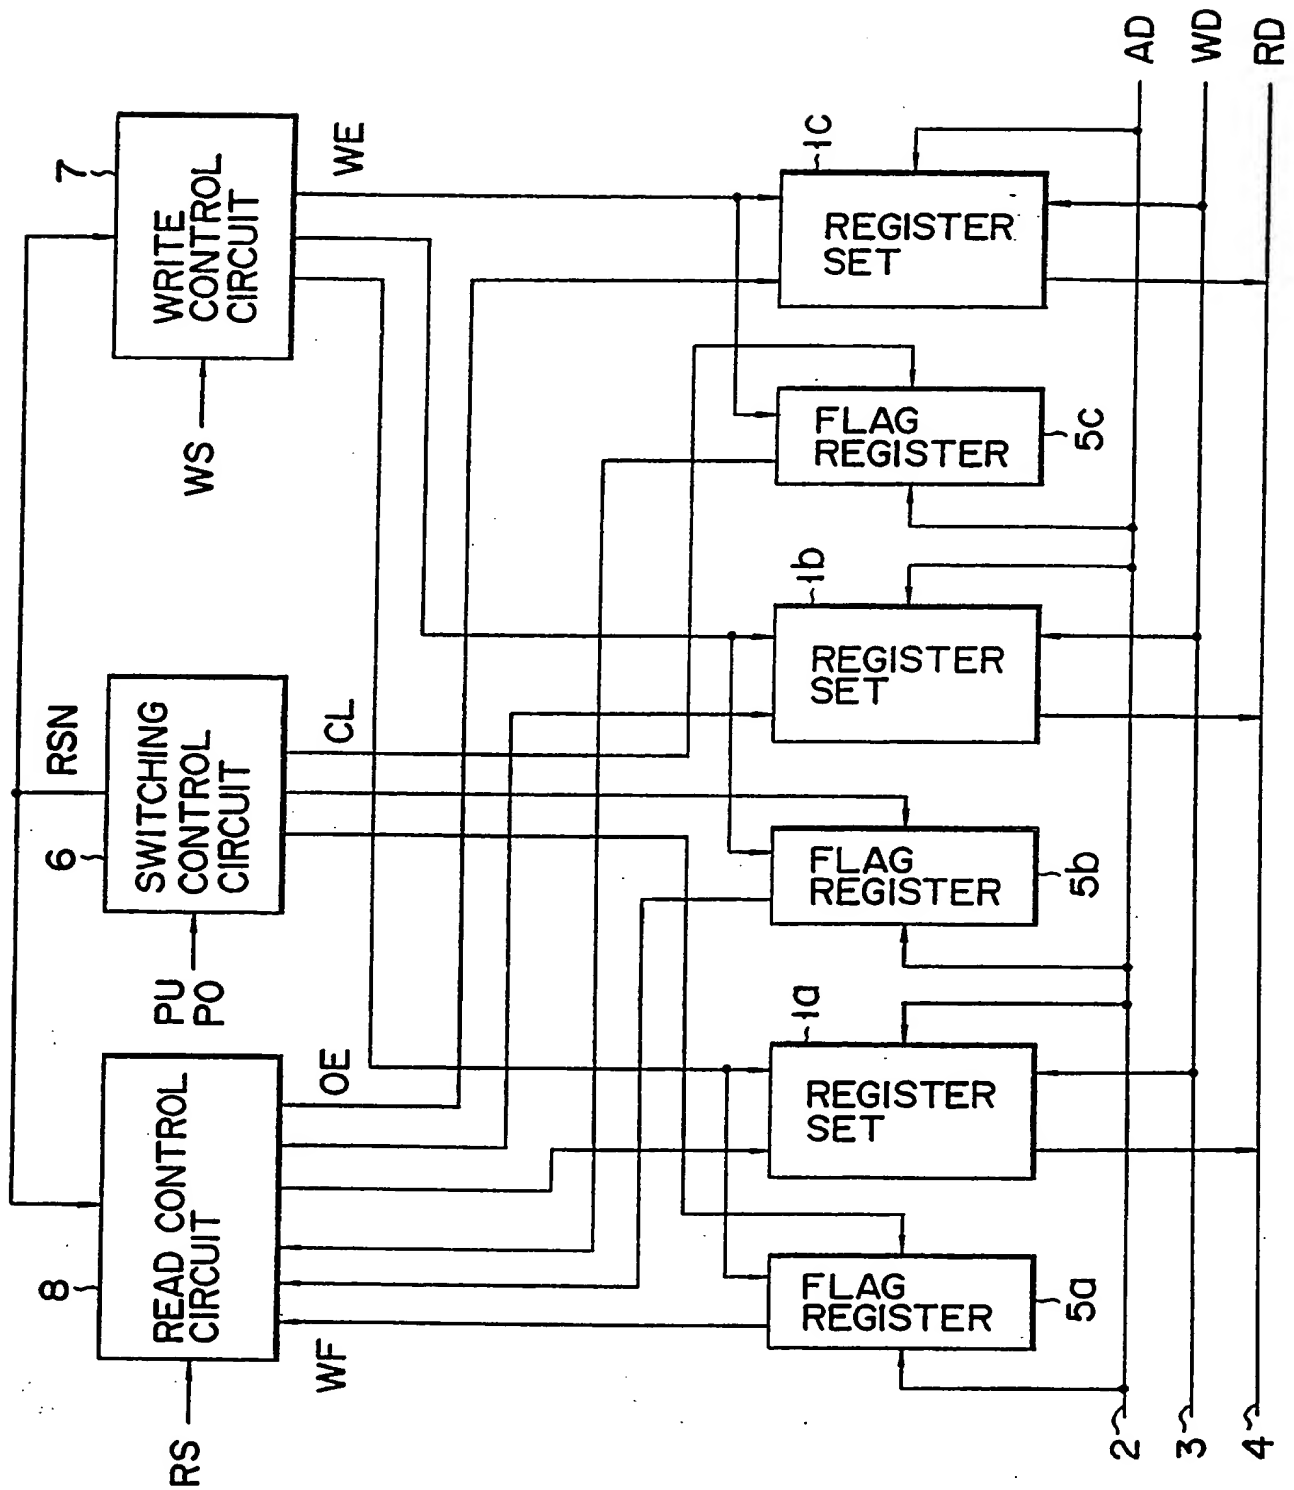 RSN
8
READ CONTROL
CIRCUIT
RS
6
SWITCHING
CONTROL
CIRCUIT
PU
PO
7
WRITE
CONTROL
CIRCUIT
WS
WF
OE
CL
WE
5a
FLAG
REGISTER
1a
REGISTER
SET
5b
FLAG
REGISTER
1b
REGISTER
SET
5c
FLAG
REGISTER
1c
REGISTER
SET
2
AD
3
WD
4
RD